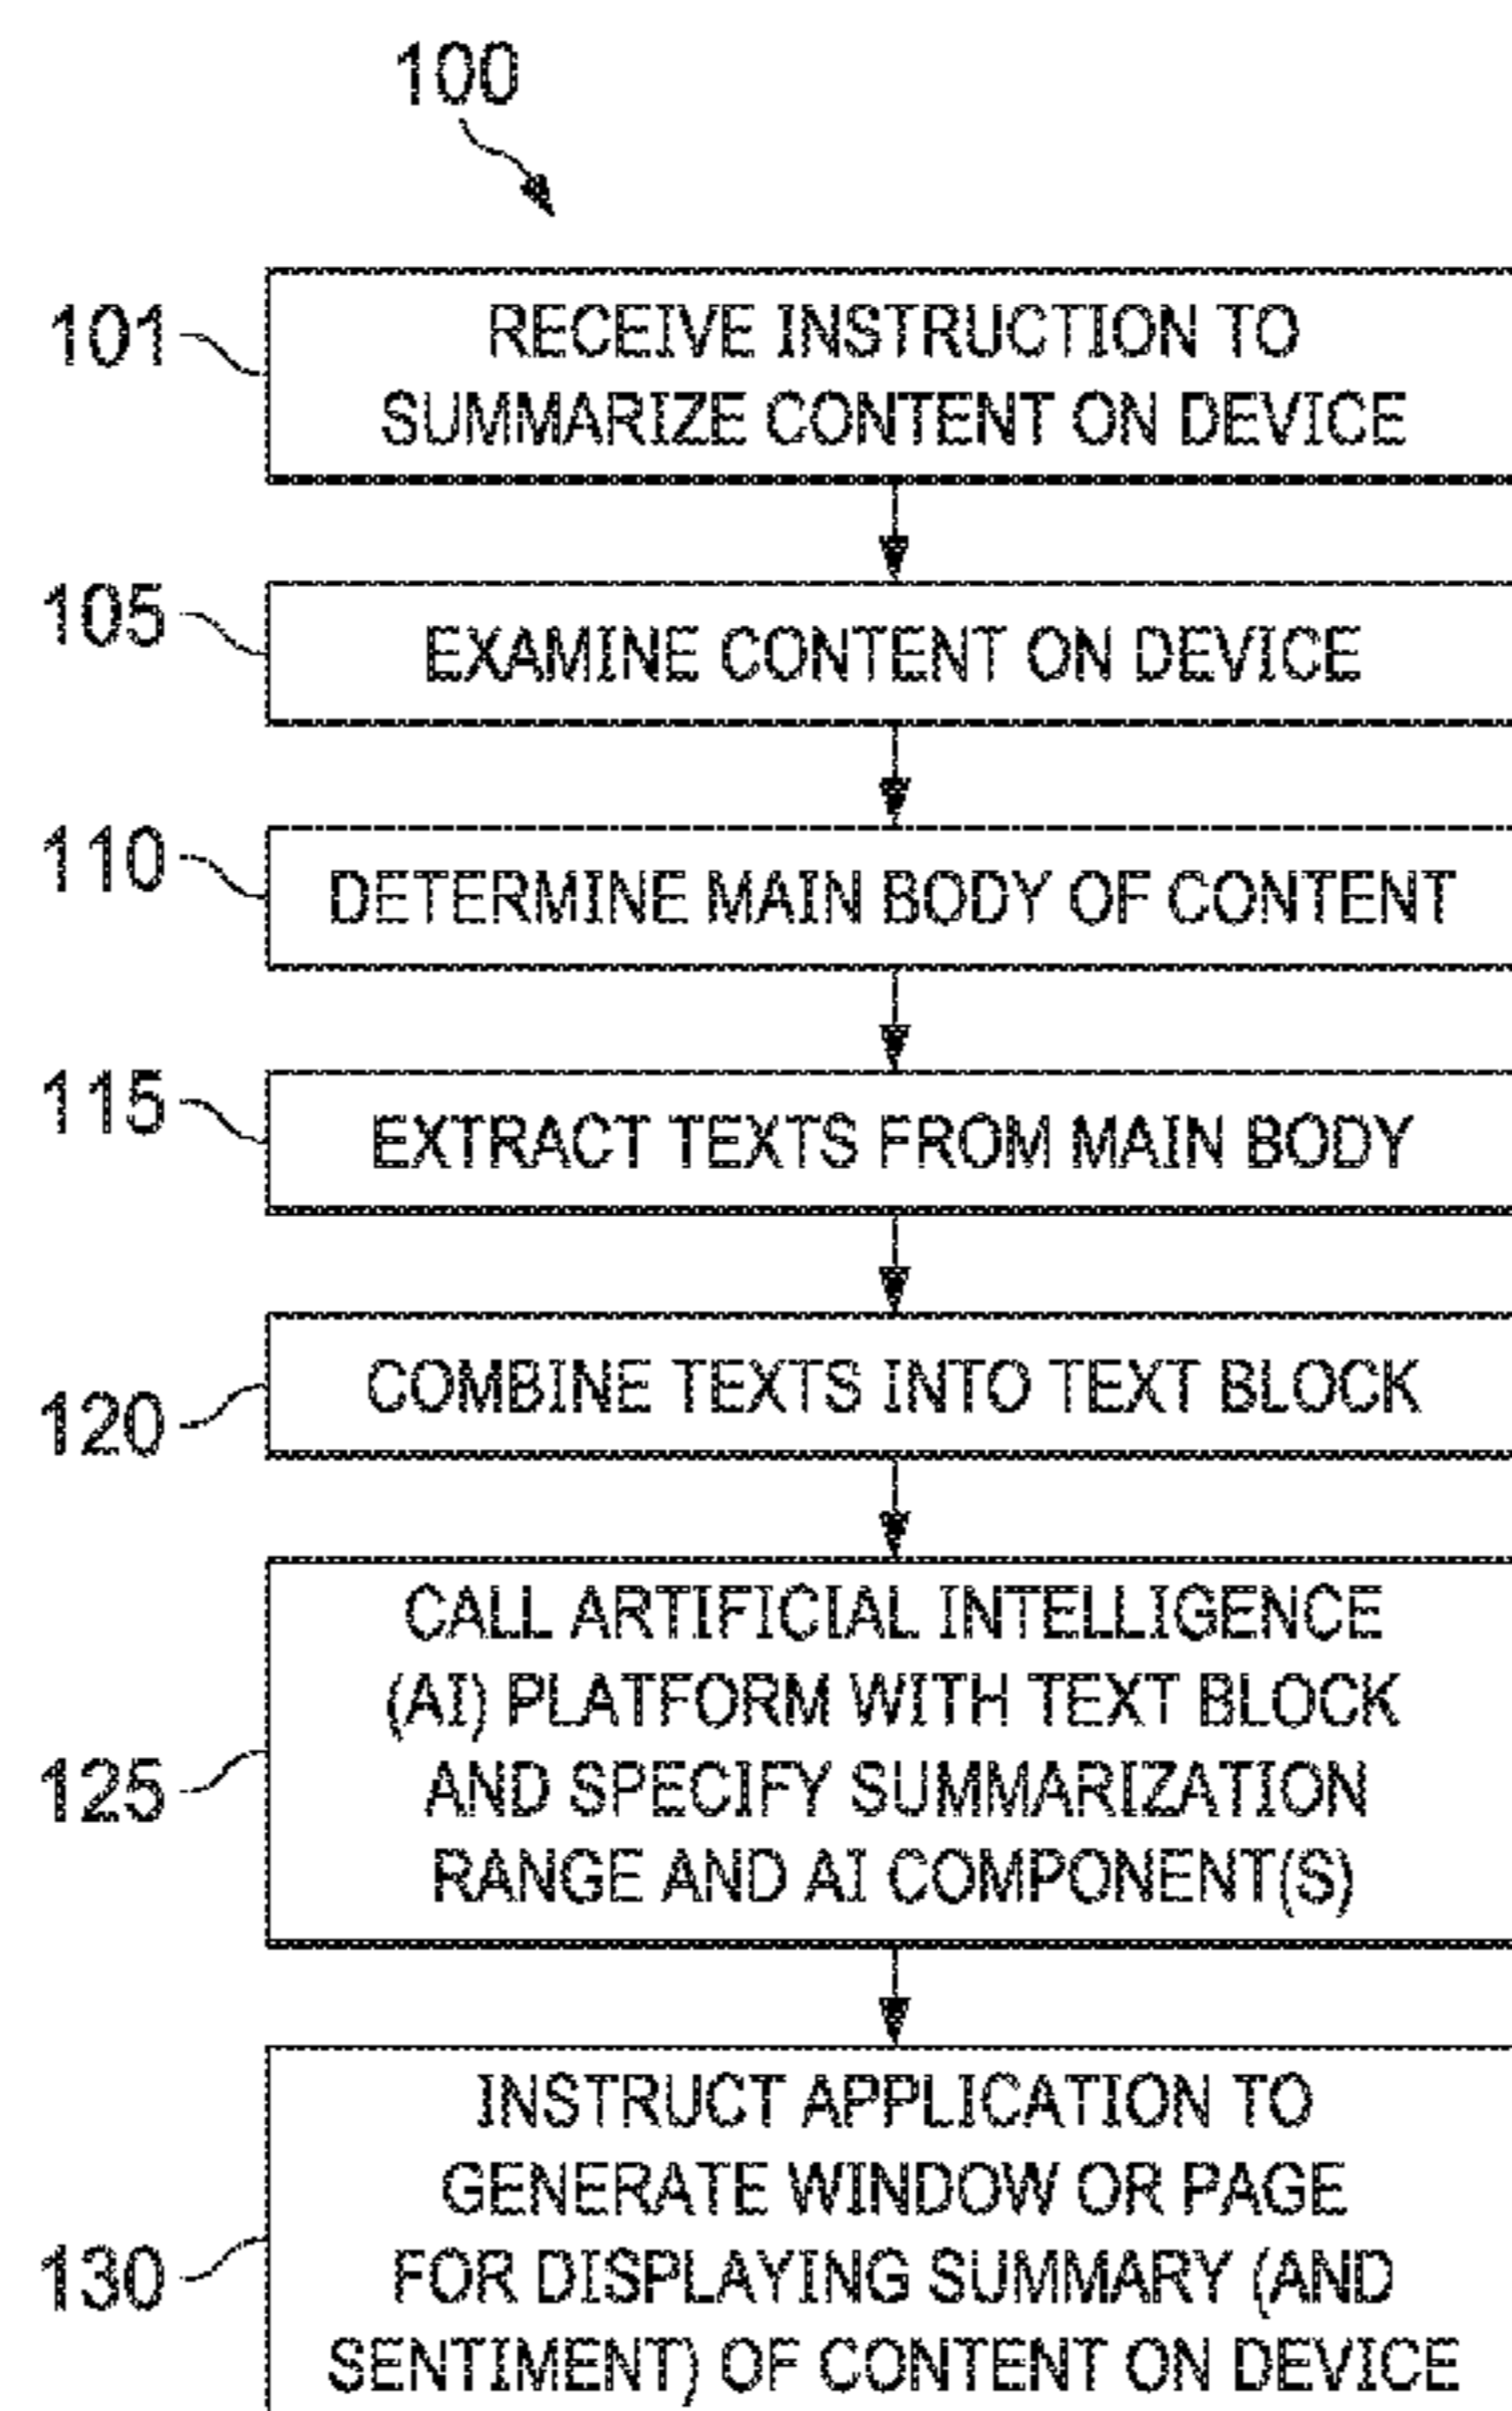 100
101
RECEIVE INSTRUCTION TO
SUMMARIZE CONTENT ON DEVICE
105
EXAMINE CONTENT ON DEVICE
110
DETERMINE MAIN BODY OF CONTENT
115
EXTRACT TEXTS FROM MAIN BODY
120
COMBINE TEXTS INTO TEXT BLOCK
125
CALL ARTIFICIAL INTELLIGENCE
(AI) PLATFORM WITH TEXT BLOCK
AND SPECIFY SUMMARIZATION
RANGE AND AI COMPONENT(S)
130
INSTRUCT APPLICATION TO
GENERATE WINDOW OR PAGE
FOR DISPLAYING SUMMARY (AND
SENTIMENT) OF CONTENT ON DEVICE